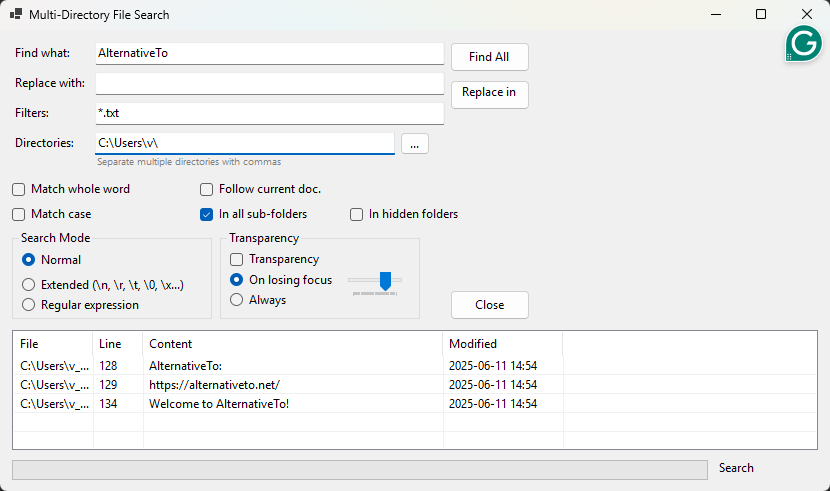 Multi-Directory File Search
Find what: AlternativeTo Find All
Replace with: Replace in
Filters: *.txt
Directories: C:\Users\v\ ...
Separate multiple directories with commas
Match whole word Follow current doc.
Match case In all sub-folders In hidden folders
Search Mode Transparency
Normal Transparency
Extended (\n, \r, \t, \0, \x...) On losing focus
Regular expression Always
Close
File Line Content Modified
C:\Users\v_... 128 AlternativeTo: 2025-06-11 14:54
C:\Users\v_... 129 https://alternativeto.net/ 2025-06-11 14:54
C:\Users\v_... 134 Welcome to AlternativeTo! 2025-06-11 14:54
Search